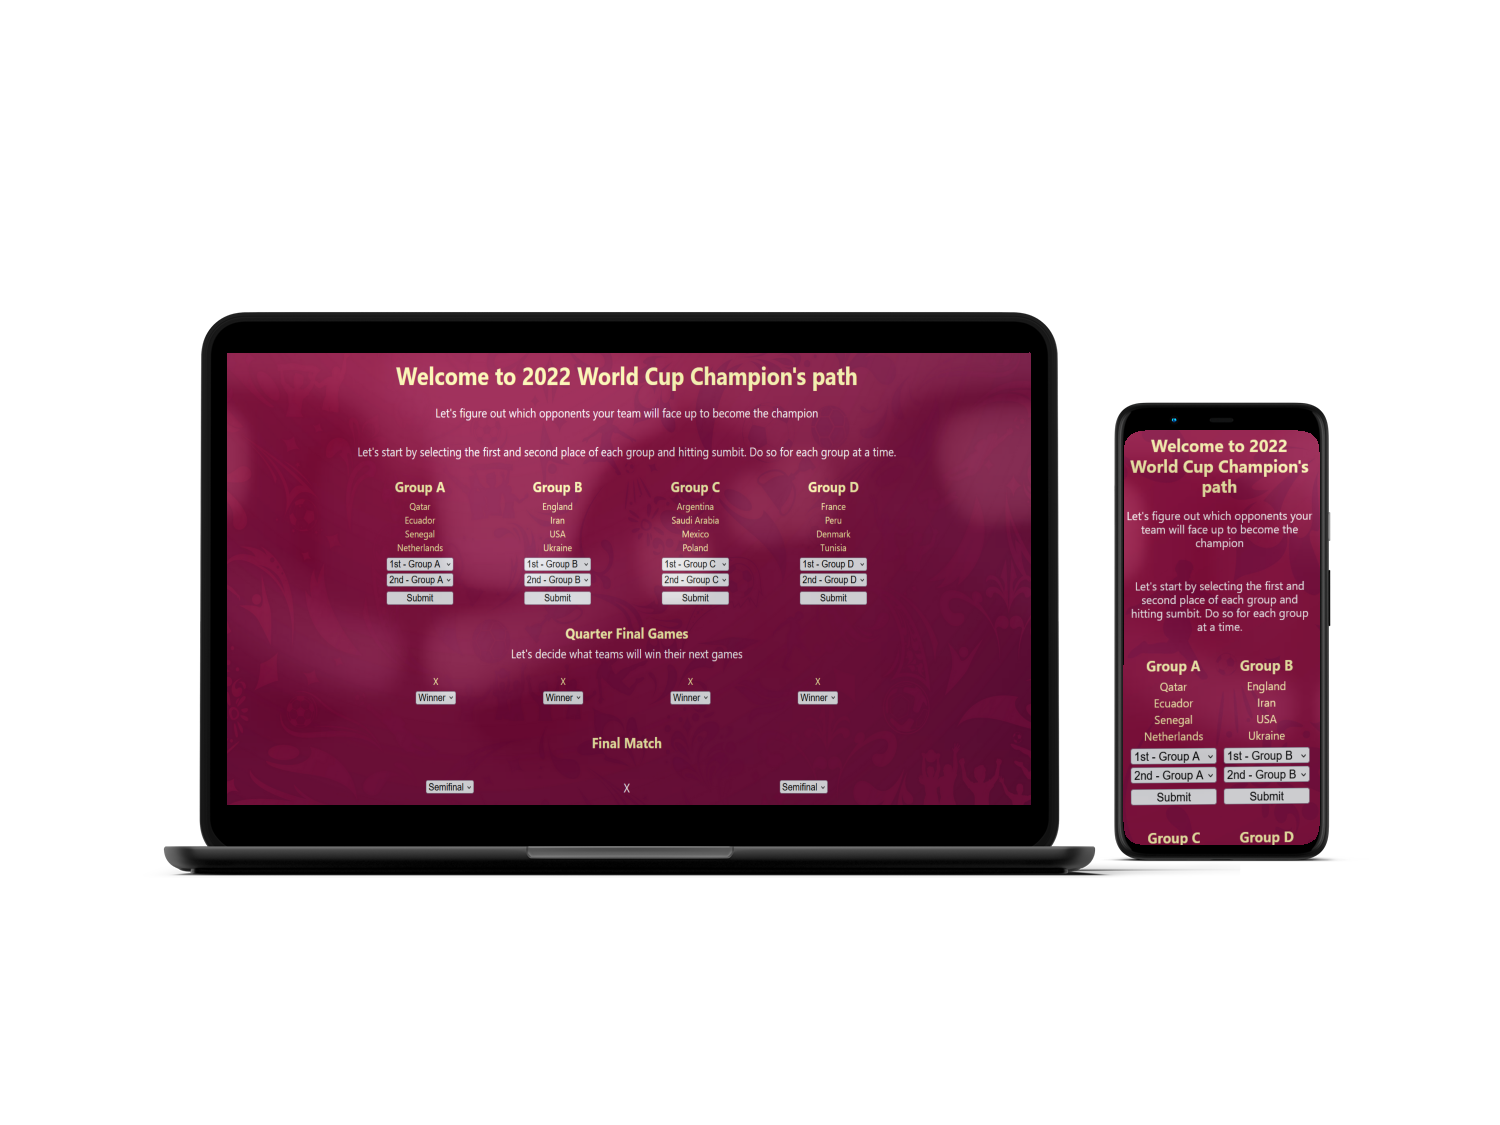 Welcome to 2022 World Cup Champion's path
Let's figure out which opponents your team will face up to become the champion
Let's start by selecting the first and second place of each group and hitting sumbit. Do so for each group at a time.
Group A Group B Group C Group D
Qatar England Argentina France
Ecuador Iran Saudi Arabia Peru
Senegal USA Mexico Denmark
Netherlands Ukraine Poland Tunisia
1st - Group A 1st - Group B 1st - Group C 1st - Group D
2nd - Group A 2nd - Group B 2nd - Group C 2nd - Group D
Submit Submit Submit Submit
Quarter Final Games
Let's decide what teams will win their next games
X X X X
Winner Winner Winner Winner
Final Match
Semifinal X Semifinal
Welcome to 2022
World Cup Champion's
path
Let's figure out which opponents your
team will face up to become the
champion
Let's start by selecting the first and
second place of each group and
hitting sumbit. Do so for each group
at a time.
Group A Group B
Qatar England
Ecuador Iran
Senegal USA
Netherlands Ukraine
1st - Group A 1st - Group B
2nd - Group A 2nd - Group B
Submit Submit
Group C Group D